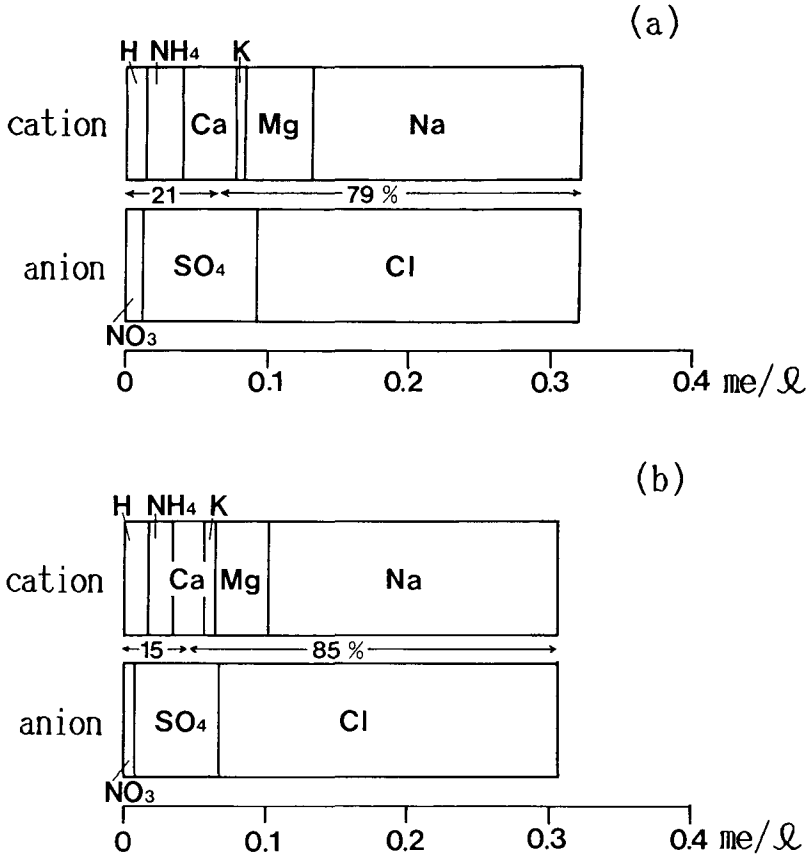 (a)
H NH₄ K
cation Ca Mg Na
21 79 %
anion SO₄ Cl
NO₃
0 0.1 0.2 0.3 0.4 me/ℓ
(b)
H NH₄ K
cation Ca Mg Na
15 85 %
anion SO₄ Cl
NO₃
0 0.1 0.2 0.3 0.4 me/ℓ